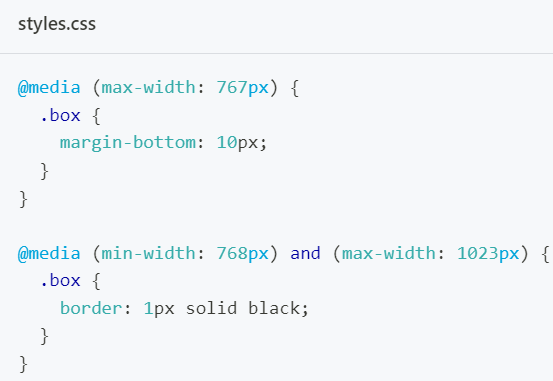 styles.css
@media (max-width: 767px) {
  .box {
    margin-bottom: 10px;
  }
}
@media (min-width: 768px) and (max-width: 1023px) {
  .box {
    border: 1px solid black;
  }
}